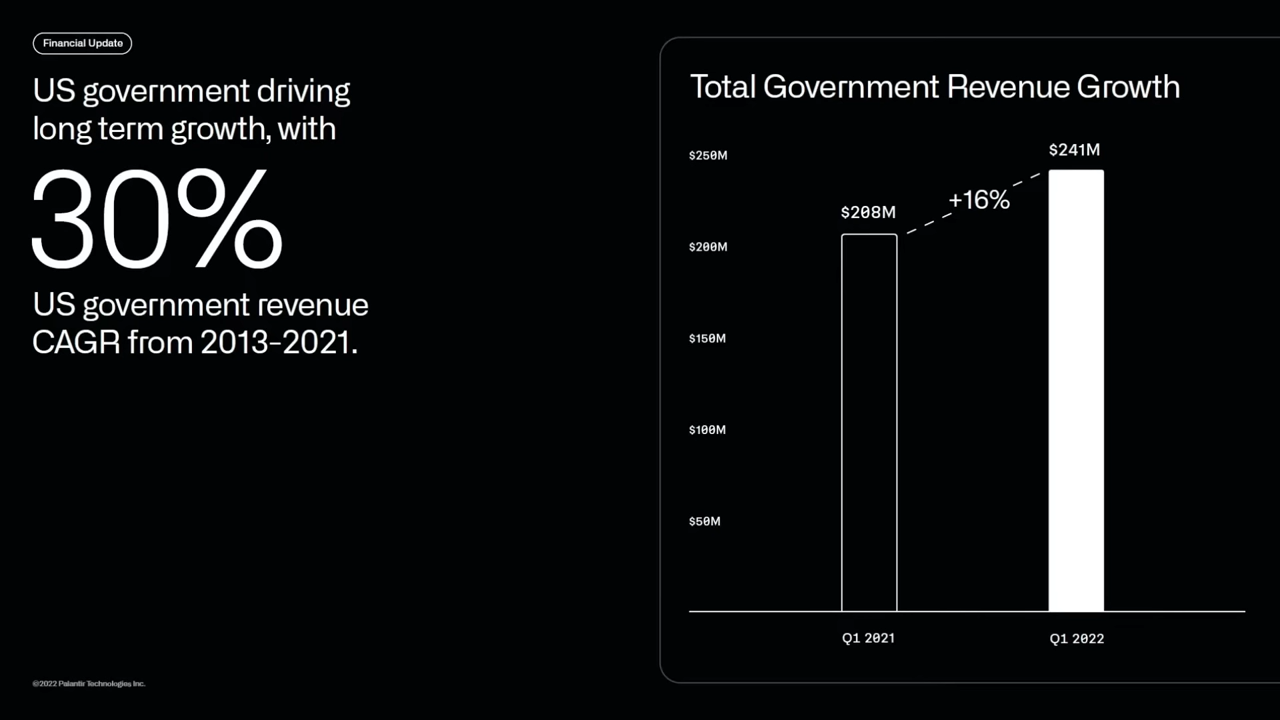 Financial Update
US government driving
long term growth, with
30%
US government revenue
CAGR from 2013-2021.
©2022 Palantir Technologies Inc.
Total Government Revenue Growth
$250M
$241M
+16%
$208M
$200M
$150M
$100M
$50M
Q1 2021
Q1 2022